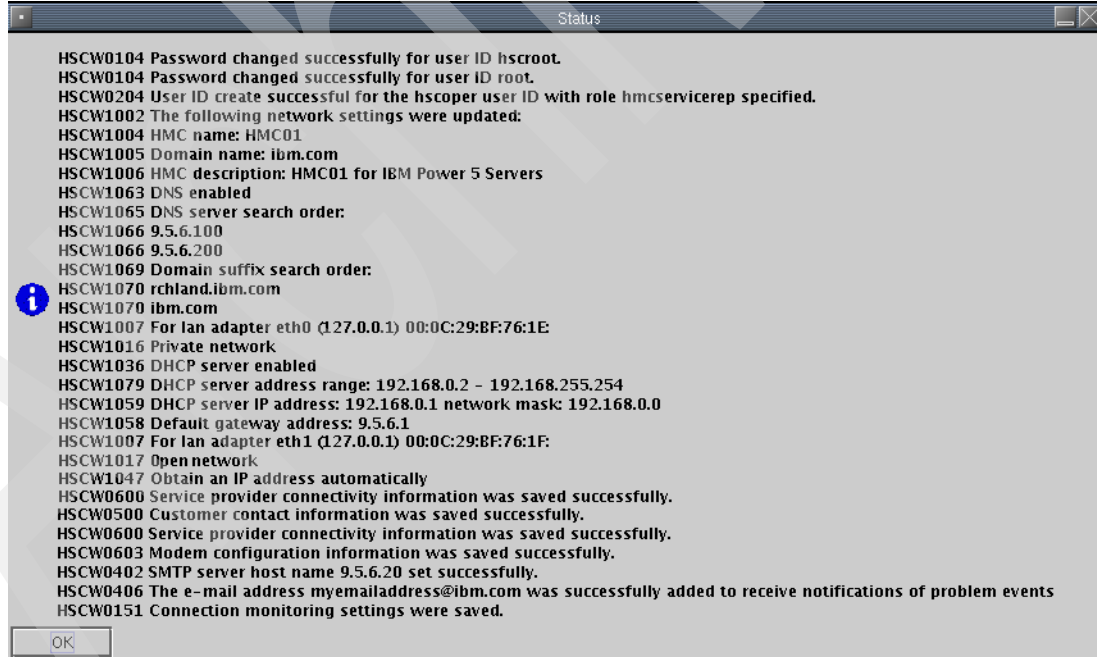 Status
HSCW0104 Password changed successfully for user ID hscroot.
HSCW0104 Password changed successfully for user ID root.
HSCW0204 User ID create successful for the hscoper user ID with role hmcservicerep specified.
HSCW1002 The following network settings were updated:
HSCW1004 HMC name: HMC01
HSCW1005 Domain name: ibm.com
HSCW1006 HMC description: HMC01 for IBM Power 5 Servers
HSCW1063 DNS enabled
HSCW1065 DNS server search order:
HSCW1066 9.5.6.100
HSCW1066 9.5.6.200
HSCW1069 Domain suffix search order:
HSCW1070 rchland.ibm.com
HSCW1070 ibm.com
HSCW1007 For lan adapter eth0 (127.0.0.1) 00:0C:29:BF:76:1E:
HSCW1016 Private network
HSCW1036 DHCP server enabled
HSCW1079 DHCP server address range: 192.168.0.2 - 192.168.255.254
HSCW1059 DHCP server IP address: 192.168.0.1 network mask: 192.168.0.0
HSCW1058 Default gateway address: 9.5.6.1
HSCW1007 For lan adapter eth1 (127.0.0.1) 00:0C:29:BF:76:1F:
HSCW1017 Open network
HSCW1047 Obtain an IP address automatically
HSCW0600 Service provider connectivity information was saved successfully.
HSCW0500 Customer contact information was saved successfully.
HSCW0600 Service provider connectivity information was saved successfully.
HSCW0603 Modem configuration information was saved successfully.
HSCW0402 SMTP server host name 9.5.6.20 set successfully.
HSCW0406 The e-mail address myemailaddress@ibm.com was successfully added to receive notifications of problem events
HSCW0151 Connection monitoring settings were saved.
OK